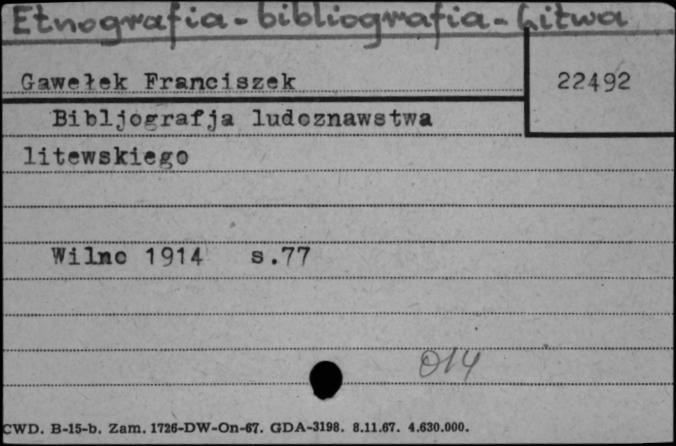 Etnografia - bibliografia - Litwa
Gawełek Franciszek
22492
Bibljografja ludoznawstwa
litewskiego
Wilno 1914 s.77
014
CWD. B-15-b. Zam. 1726-DW-On-67. GDA-3198. 8.11.67. 4.630.000.